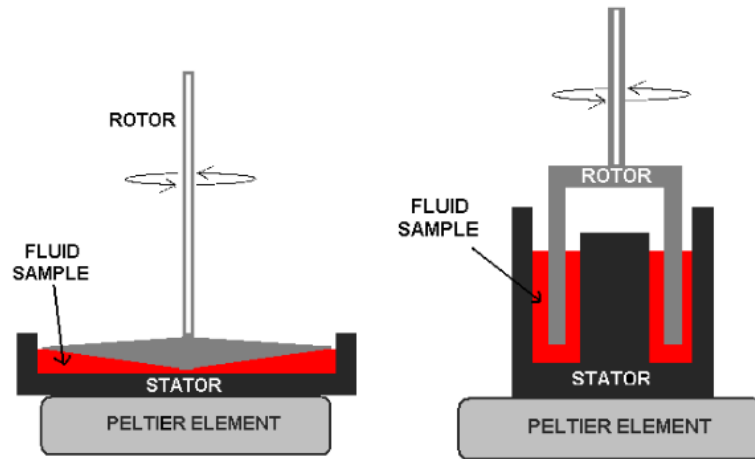 ROTOR
FLUID
SAMPLE
STATOR
PELTIER ELEMENT
ROTOR
FLUID
SAMPLE
STATOR
PELTIER ELEMENT